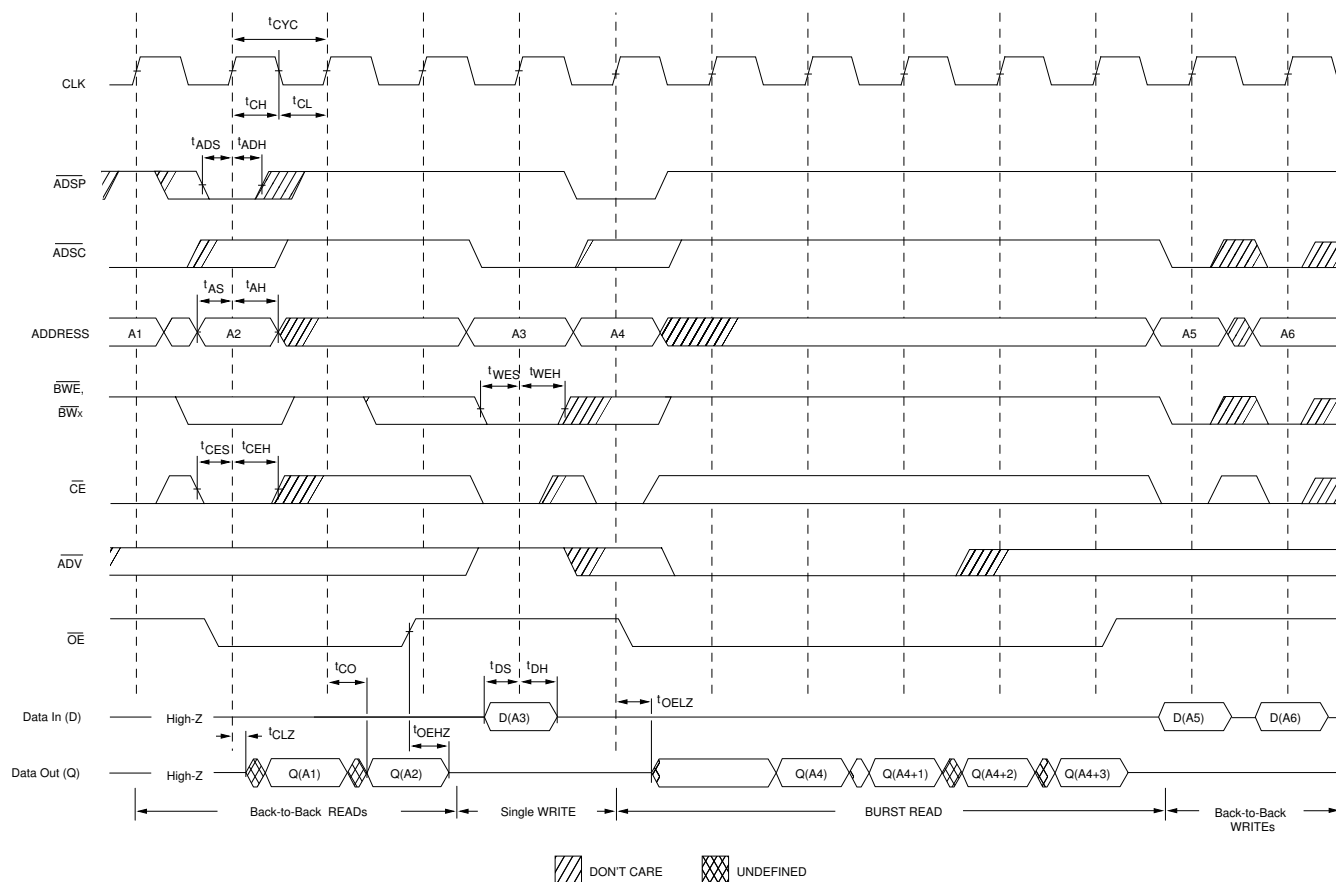 tCYC
CLK
tCH
tCL
tADS
tADH
ADSP
ADSC
tAS
tAH
ADDRESS
A1
A2
A3
A4
A5
A6
tWES
tWEH
BWE,
BWx
tCES
tCEH
CE
ADV
OE
tCO
tDS
tDH
tOELZ
Data In (D)
High-Z
D(A3)
D(A5)
D(A6)
tCLZ
tOEHZ
Data Out (Q)
High-Z
Q(A1)
Q(A2)
Q(A4)
Q(A4+1)
Q(A4+2)
Q(A4+3)
Back-to-Back READs
Single WRITE
BURST READ
Back-to-Back
WRITEs
DON'T CARE
UNDEFINED